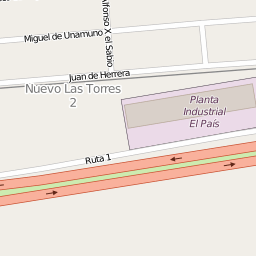 Alfonso X el Sabio
Miguel de Unamuno
Juan de Herrera
Nuevo Las Torres
2
Planta
Industrial
El País
Ruta 1